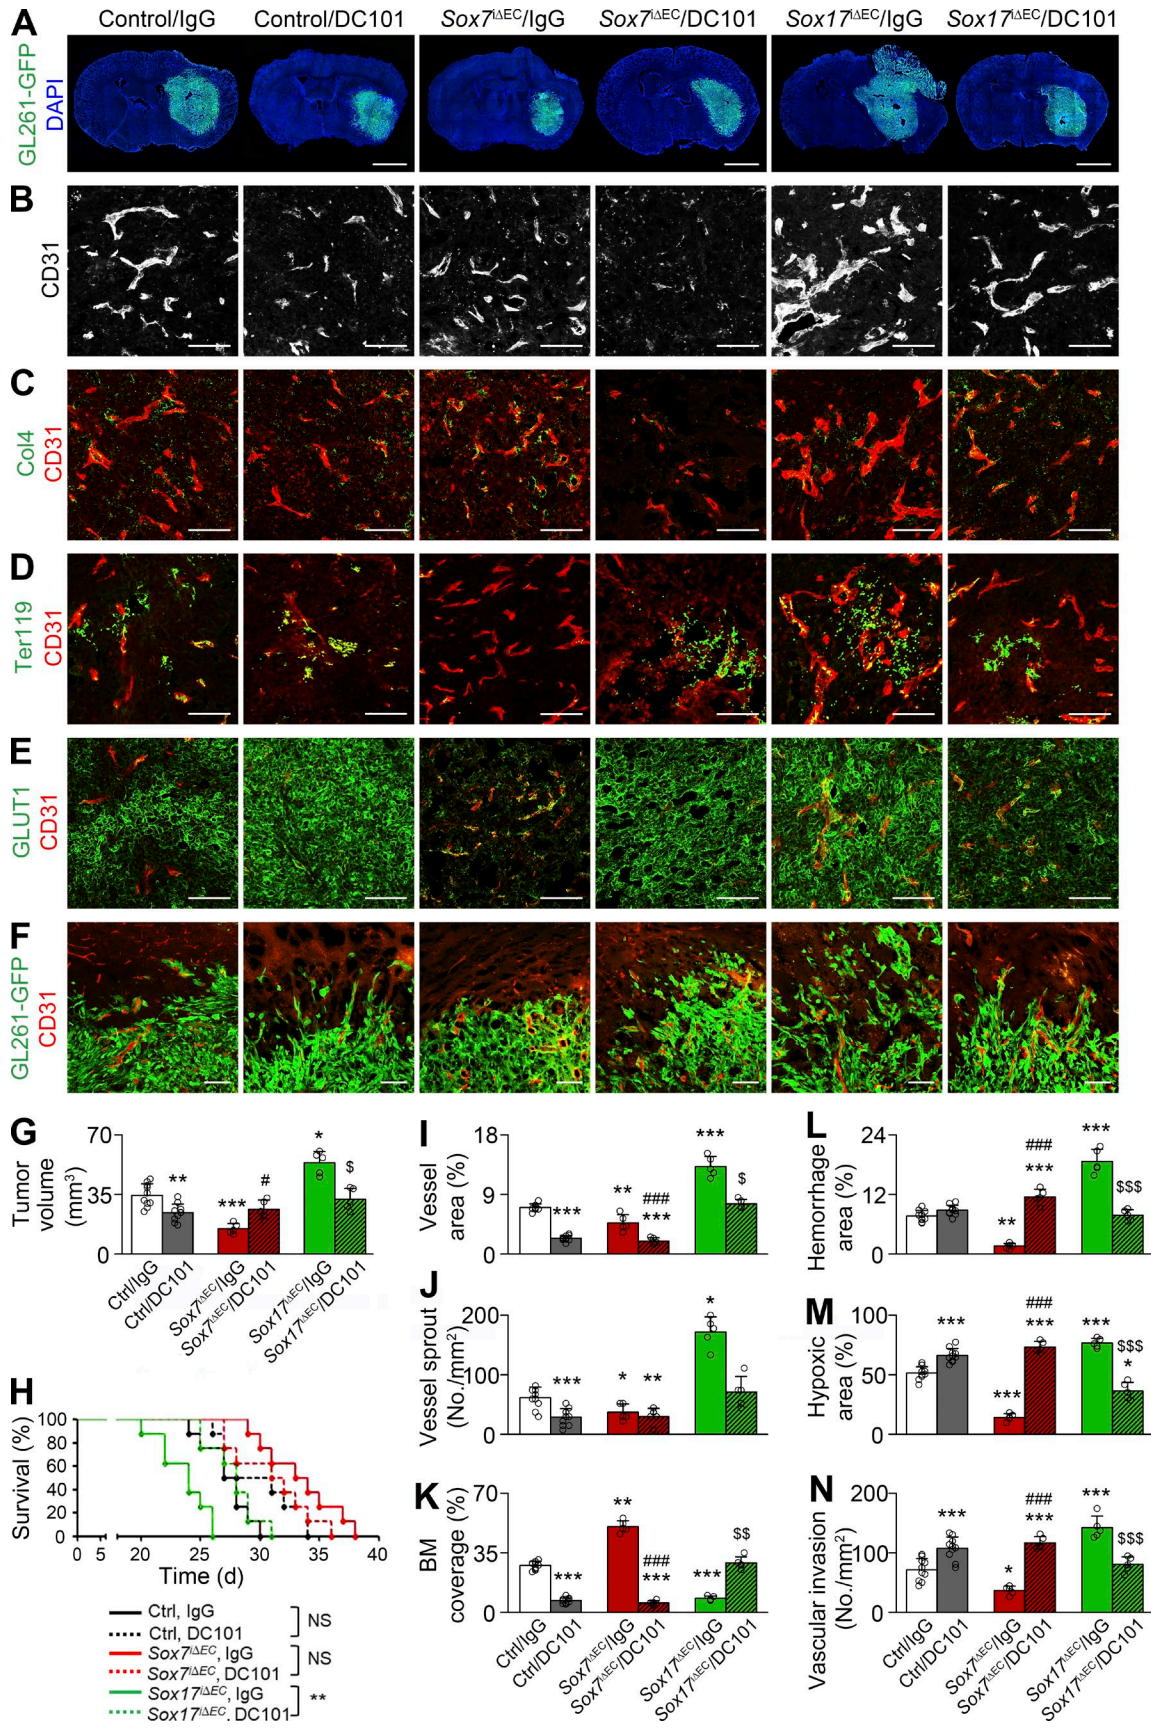 A
Control/IgG Control/DC101 Sox7iΔEC/IgG Sox7iΔEC/DC101 Sox17iΔEC/IgG Sox17iΔEC/DC101
GL261-GFP
DAPI
B
CD31
C
Col4
CD31
D
Ter119
CD31
E
GLUT1
CD31
F
GL261-GFP
CD31
G
Tumor
volume
(mm3)
70
35
0
** *** # * $
Ctrl/IgG
Ctrl/DC101
Sox7iΔEC/IgG
Sox7iΔEC/DC101
Sox17iΔEC/IgG
Sox17iΔEC/DC101
H
Survival (%)
100
80
60
40
20
0
0 5 20 25 30 35 40
Time (d)
Ctrl, IgG
Ctrl, DC101
NS
Sox7iΔEC, IgG
Sox7iΔEC, DC101
NS
Sox17iΔEC, IgG
Sox17iΔEC, DC101
**
I
Vessel
area (%)
18
9
0
*** ** ### *** *** $
J
Vessel sprout
(No./mm2)
200
100
0
*** * ** *
K
BM
coverage (%)
70
35
0
*** ** ### *** *** $$
Ctrl/IgG
Ctrl/DC101
Sox7iΔEC/IgG
Sox7iΔEC/DC101
Sox17iΔEC/IgG
Sox17iΔEC/DC101
L
Hemorrhage
area (%)
24
12
0
** ### *** *** $$$
M
Hypoxic
area (%)
100
50
0
*** *** ### *** *** $$$ *
N
Vascular invasion
(No./mm2)
200
100
0
*** * ### *** *** $$$
Ctrl/IgG
Ctrl/DC101
Sox7iΔEC/IgG
Sox7iΔEC/DC101
Sox17iΔEC/IgG
Sox17iΔEC/DC101